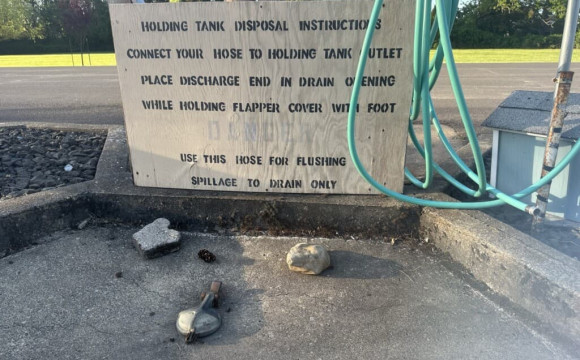 HOLDING TANK DISPOSAL INSTRUCTIONS
CONNECT YOUR HOSE TO HOLDING TANK OUTLET
PLACE DISCHARGE END IN DRAIN OPENING
WHILE HOLDING FLAPPER COVER WITH FOOT
USE THIS HOSE FOR FLUSHING
SPILLAGE TO DRAIN ONLY